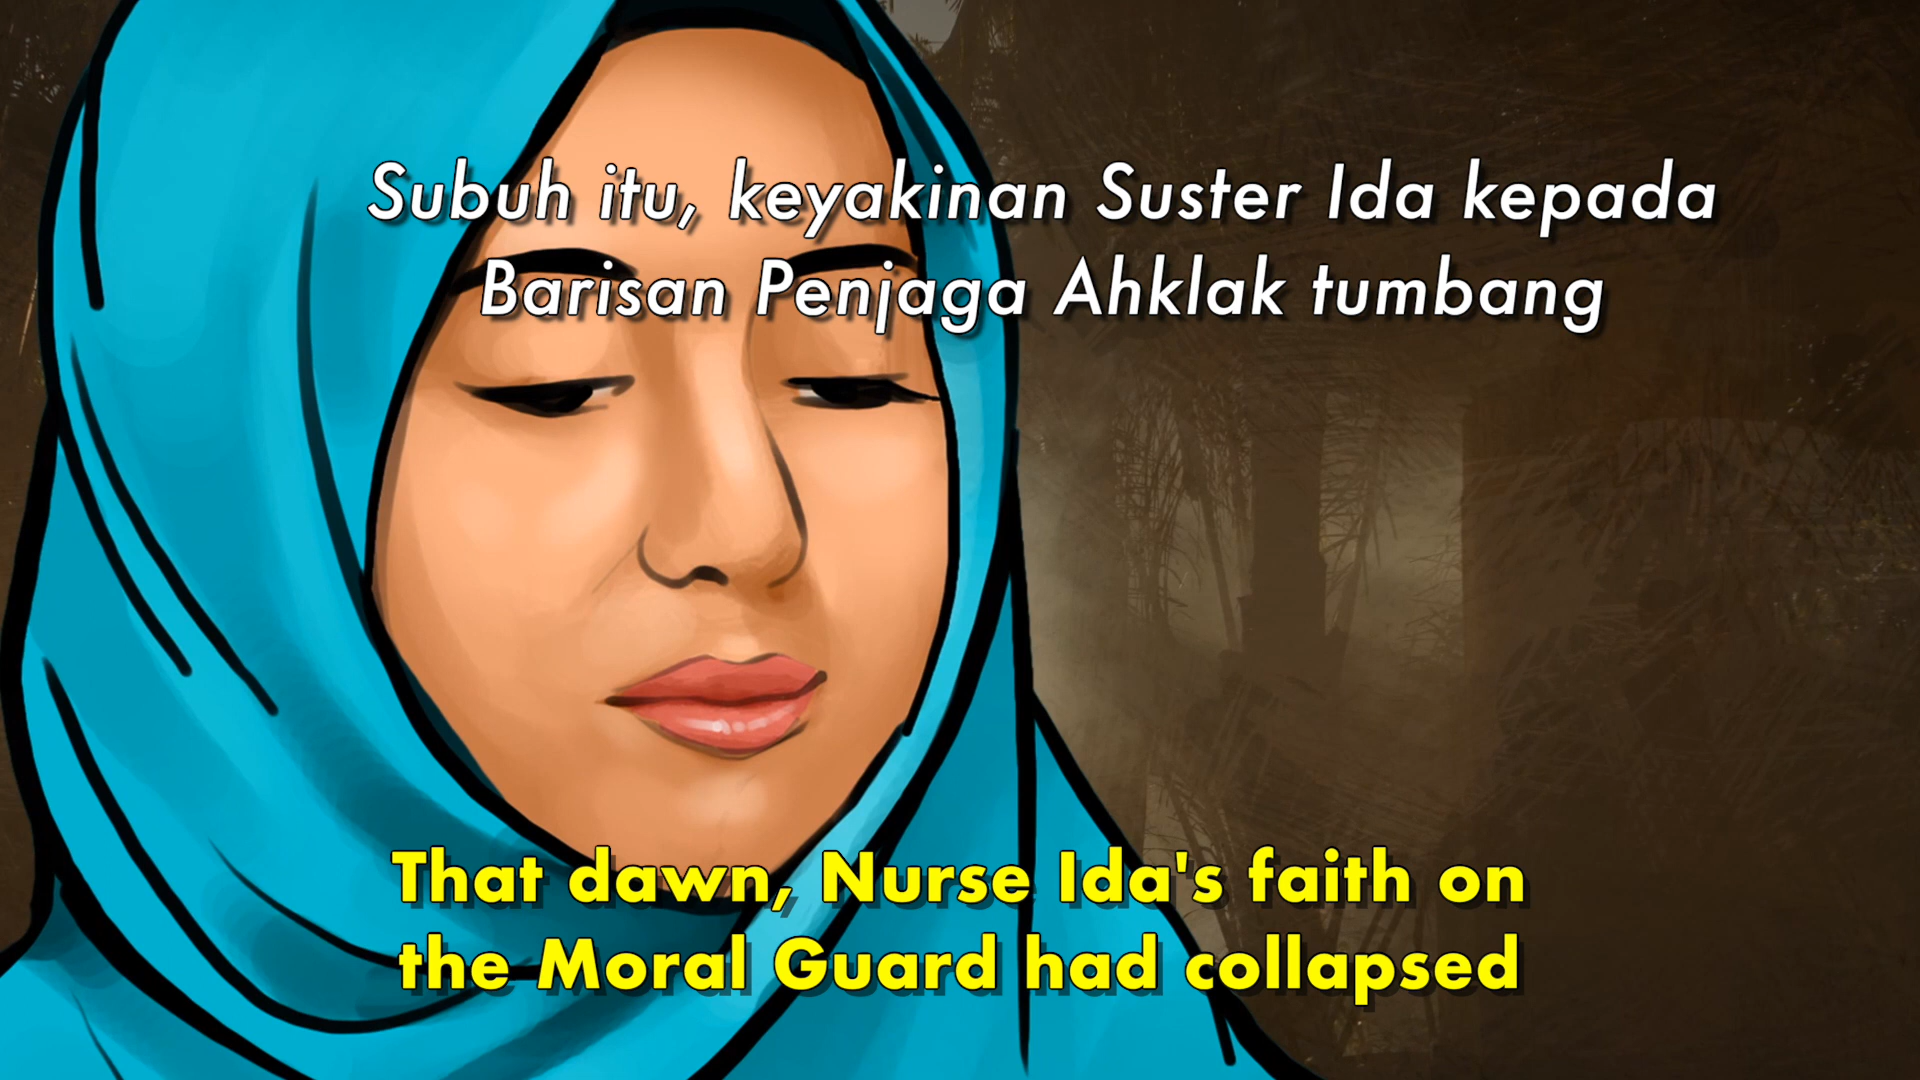 Subuh itu, keyakinan Suster Ida kepada
Barisan Penjaga Ahklak tumbang
That dawn, Nurse Ida's faith on
the Moral Guard had collapsed